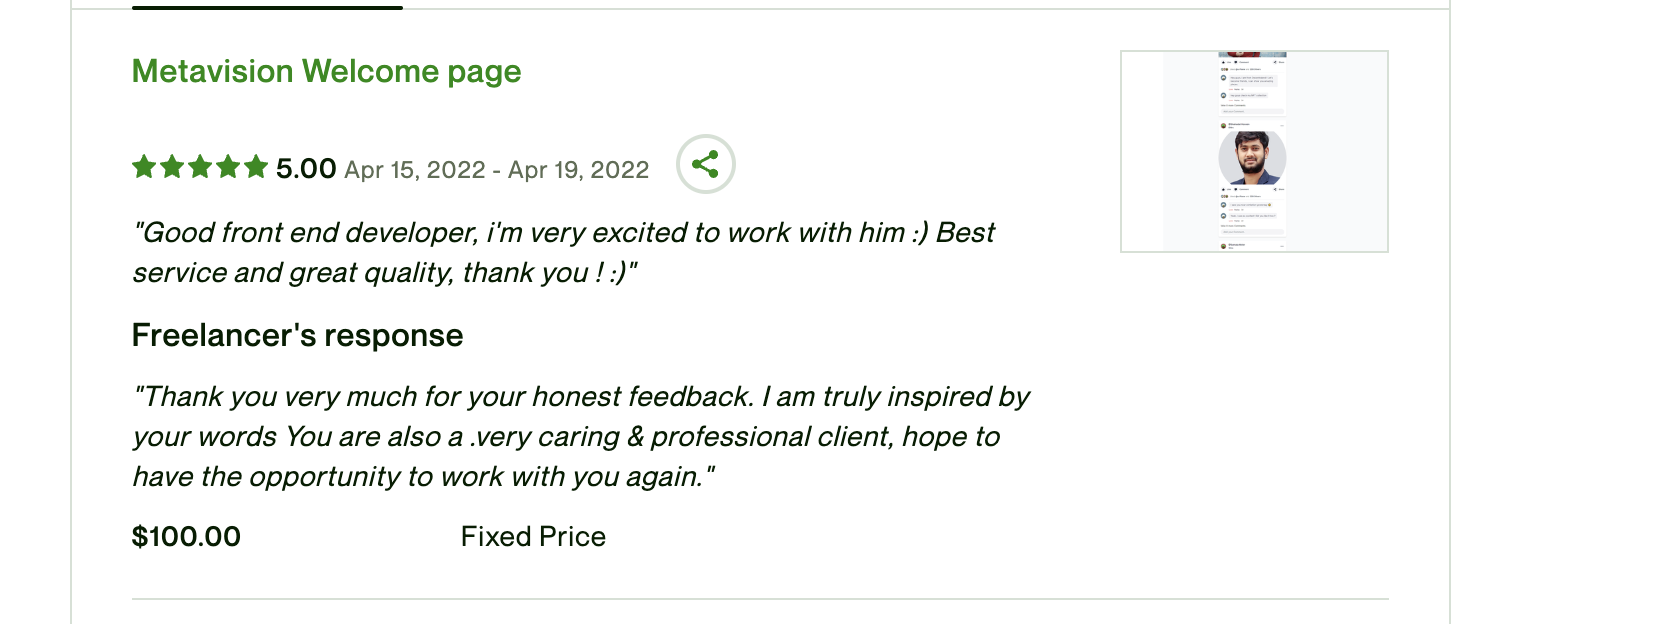 Metavision Welcome page
5.00 Apr 15, 2022 - Apr 19, 2022
"Good front end developer, i'm very excited to work with him :) Best
service and great quality, thank you ! :)"
Freelancer's response
"Thank you very much for your honest feedback. I am truly inspired by
your words You are also a .very caring & professional client, hope to
have the opportunity to work with you again."
$100.00 Fixed Price